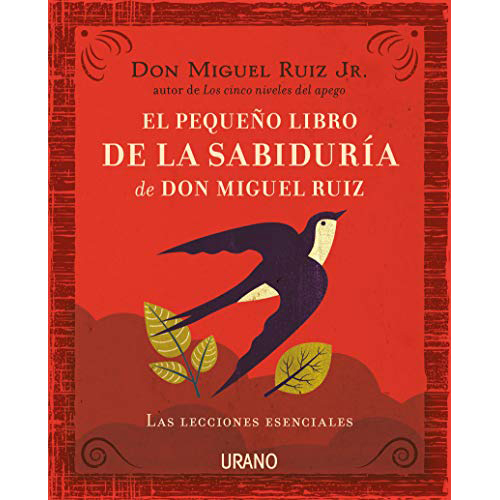 Don Miguel Ruiz Jr.
autor de Los cinco niveles del apego
EL PEQUEÑO LIBRO
DE LA SABIDURÍA
de DON MIGUEL RUIZ
Las lecciones esenciales
URANO